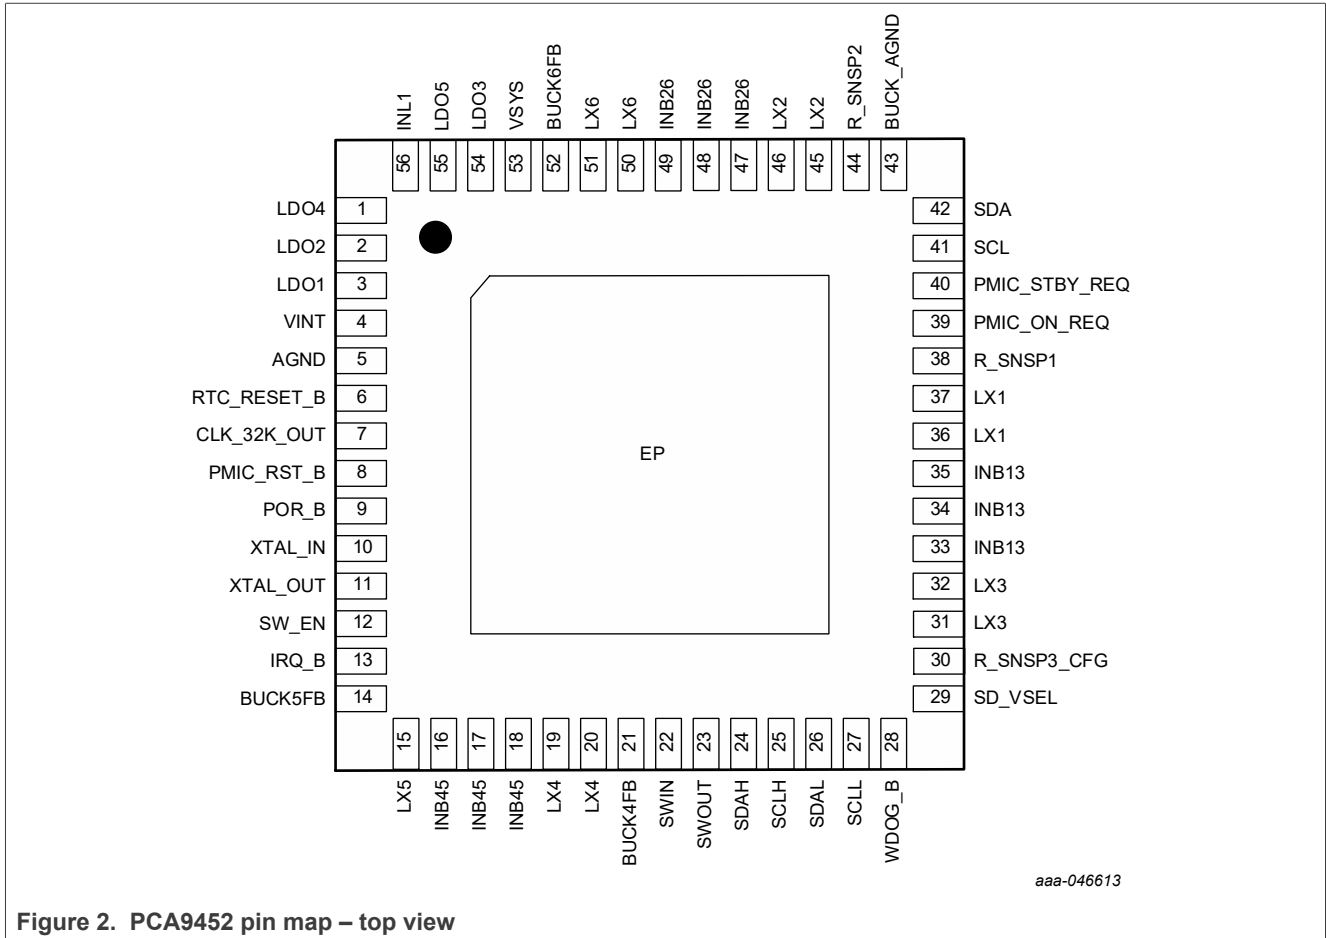 INL1
LDO5
LDO3
VSYS
BUCK6FB
LX6
LX6
INB26
INB26
INB26
LX2
LX2
R_SNSP2
BUCK_AGND
56
55
54
53
52
51
50
49
48
47
46
45
44
43
LDO4 1
LDO2 2
LDO1 3
VINT 4
AGND 5
RTC_RESET_B 6
CLK_32K_OUT 7
PMIC_RST_B 8
POR_B 9
XTAL_IN 10
XTAL_OUT 11
SW_EN 12
IRQ_B 13
BUCK5FB 14
EP
42 SDA
41 SCL
40 PMIC_STBY_REQ
39 PMIC_ON_REQ
38 R_SNSP1
37 LX1
36 LX1
35 INB13
34 INB13
33 INB13
32 LX3
31 LX3
30 R_SNSP3_CFG
29 SD_VSEL
15
16
17
18
19
20
21
22
23
24
25
26
27
28
LX5
INB45
INB45
INB45
LX4
LX4
BUCK4FB
SWIN
SWOUT
SDAH
SCLH
SDAL
SCLL
WDOG_B
aaa-046613
Figure 2. PCA9452 pin map – top view